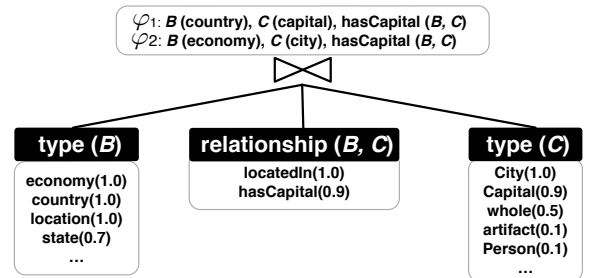 φ1: B (country), C (capital), hasCapital (B, C)
φ2: B (economy), C (city), hasCapital (B, C)
type (B)
economy(1.0)
country(1.0)
location(1.0)
state(0.7)
...
relationship (B, C)
locatedIn(1.0)
hasCapital(0.9)
type (C)
City(1.0)
Capital(0.9)
whole(0.5)
artifact(0.1)
Person(0.1)
...